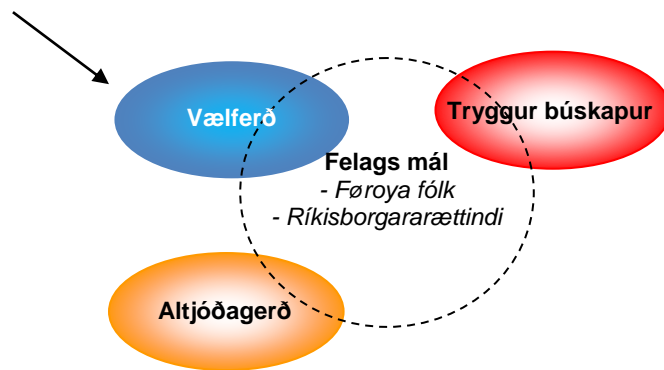 Vælferð
Tryggur búskapur
Felags mál
- Føroya fólk
- Ríkisborgararættindi
Altjóðagerð